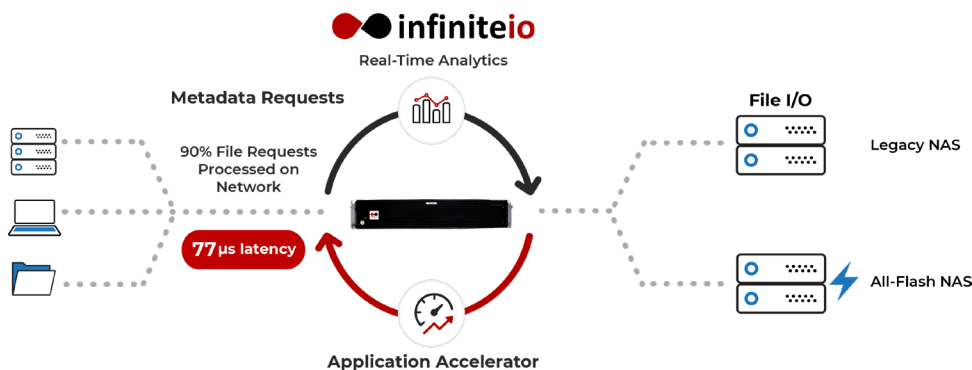 infiniteio
Real-Time Analytics
Metadata Requests
90% File Requests
Processed on
Network
77µs latency
Application Accelerator
File I/O
Legacy NAS
All-Flash NAS